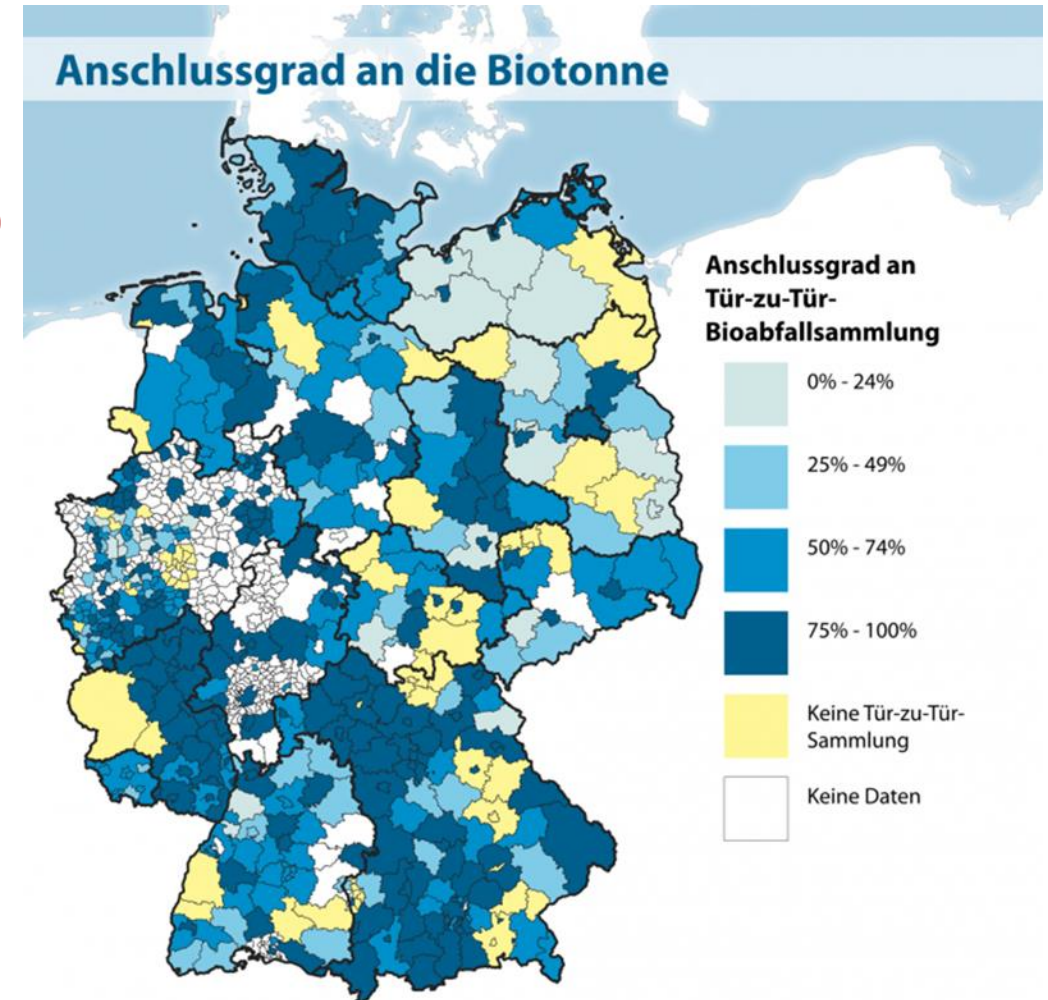 Anschlussgrad an die Biotonne
Anschlussgrad an
Tür-zu-Tür-
Bioabfallsammlung
0% - 24%
25% - 49%
50% - 74%
75% - 100%
Keine Tür-zu-Tür-
Sammlung
Keine Daten